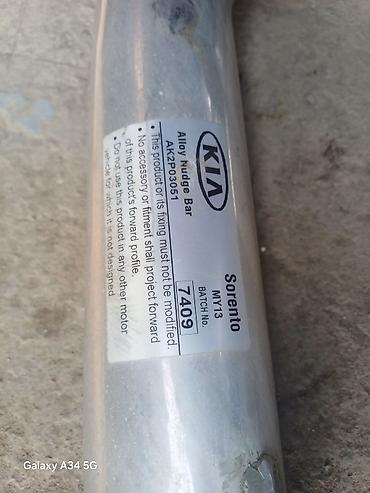 KIA
Sorento
MY13
Alloy Nudge Bar
AK2P03051
BATCH No.
7409
• This product or its fixing must not be modified.
• No accessory or fitment shall project forward
of this product's forward profile.
• Do not use this product in any other motor
vehicle for which it is not designed.
Galaxy A34 5G